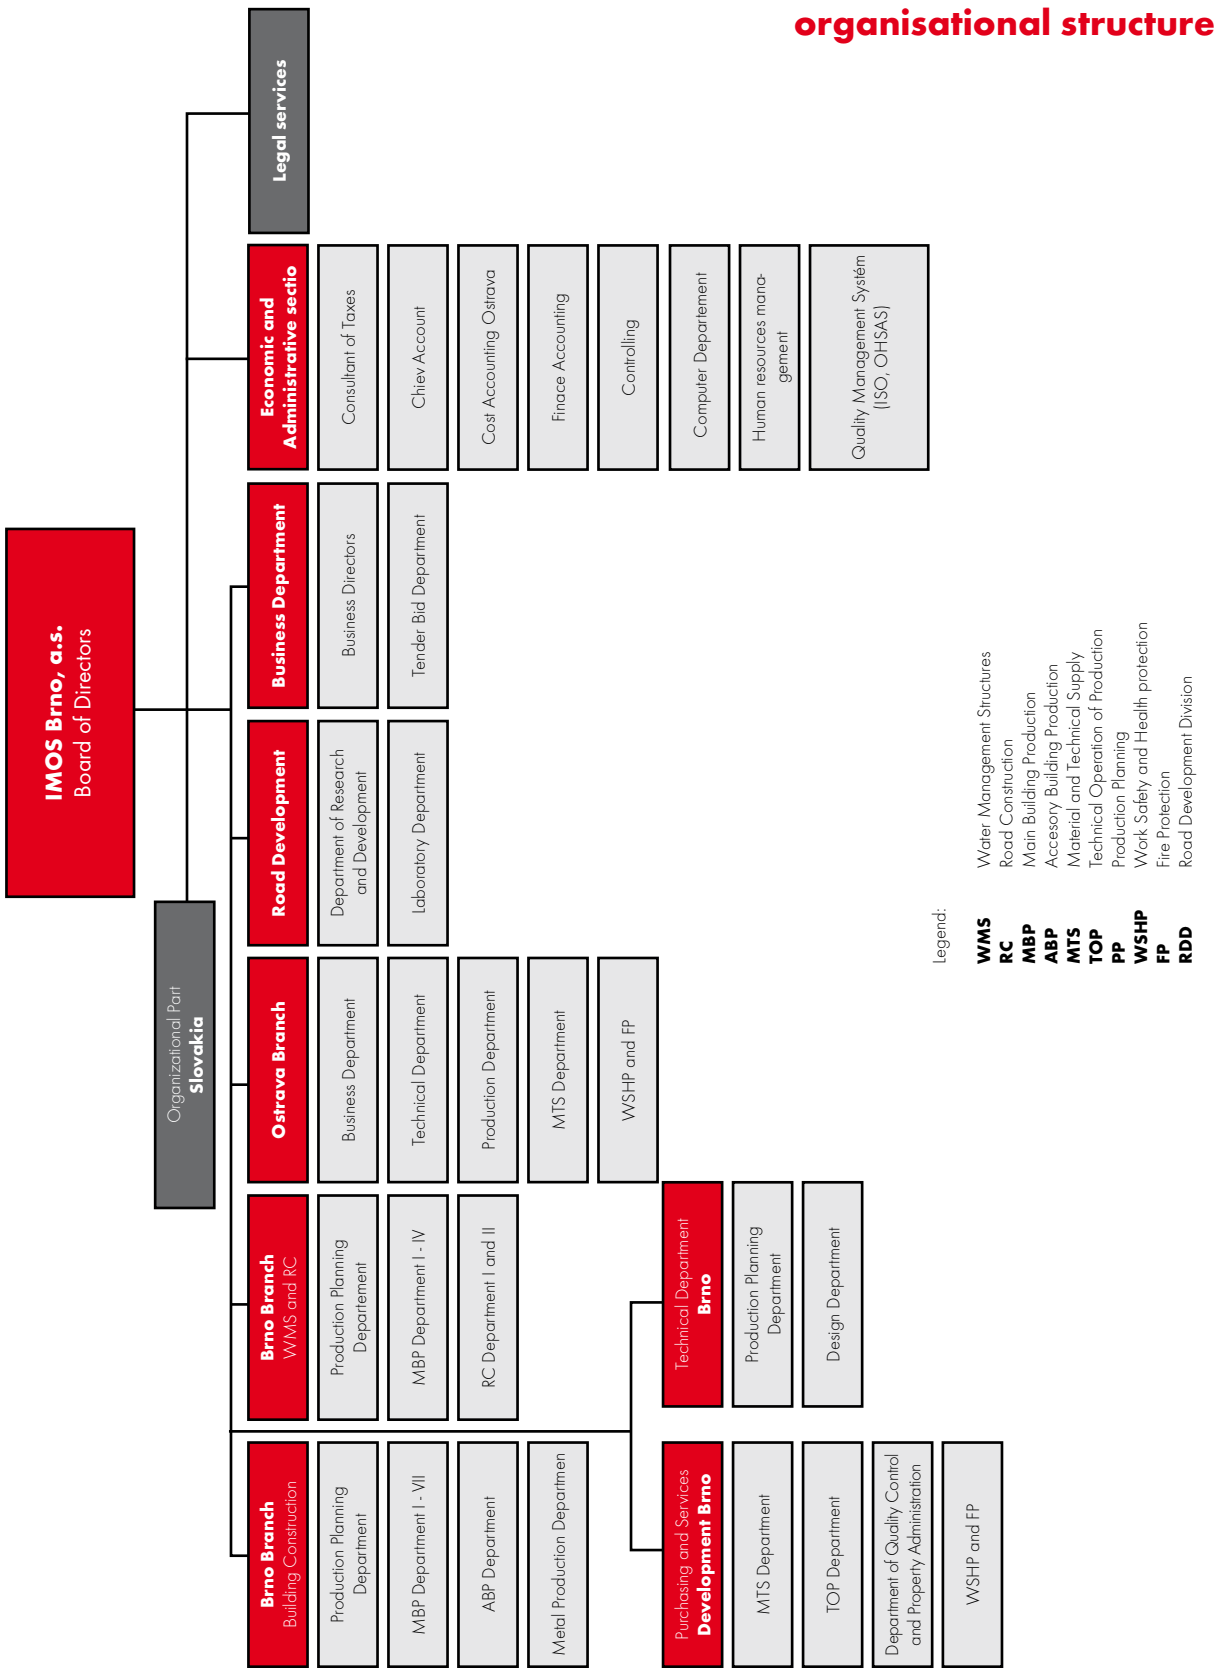 organisational structure
IMOS Brno, a.s.
Board of Directors
Organizational Part
Slovakia
Legal services
Brno Branch
Building Construction
Production Planning
Department
MBP Department I - VII
ABP Department
Metal Production Departmen
Brno Branch
WMS and RC
Production Planning
Departement
MBP Department I - IV
RC Department I and II
Ostrava Branch
Business Department
Technical Department
Production Department
MTS Department
WSHP and FP
Road Development
Department of Research
and Development
Laboratory Department
Business Department
Business Directors
Tender Bid Department
Economic and
Administrative sectio
Consultant of Taxes
Chiev Account
Cost Accounting Ostrava
Finace Accounting
Controlling
Computer Departement
Human resources mana-
gement
Quality Management Systém
(ISO, OHSAS)
Purchasing and Services
Development Brno
MTS Department
TOP Department
Department of Quality Control
and Property Administration
WSHP and FP
Technical Department
Brno
Production Planning
Department
Design Department
Legend:
WMS Water Management Structures
RC Road Construction
MBP Main Building Production
ABP Accesory Building Production
MTS Material and Technical Supply
TOP Technical Operation of Production
PP Production Planning
WSHP Work Safety and Health protection
FP Fire Protection
RDD Road Development Division